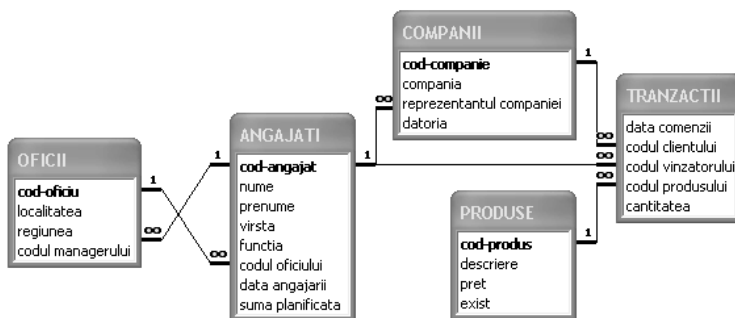 COMPANII
cod-companie
compania
reprezentantul companiei
datoria
1
∞
TRANZACTII
data comenzii
codul clientului
codul vinzatorului
codul produsului
cantitatea
∞
∞
∞
ANGAJATI
cod-angajat
nume
prenume
virsta
functia
codul oficiului
data angajarii
suma planificata
1
1
∞
OFICII
cod-oficiu
localitatea
regiunea
codul managerului
1
∞
PRODUSE
cod-produs
descriere
pret
exist
1